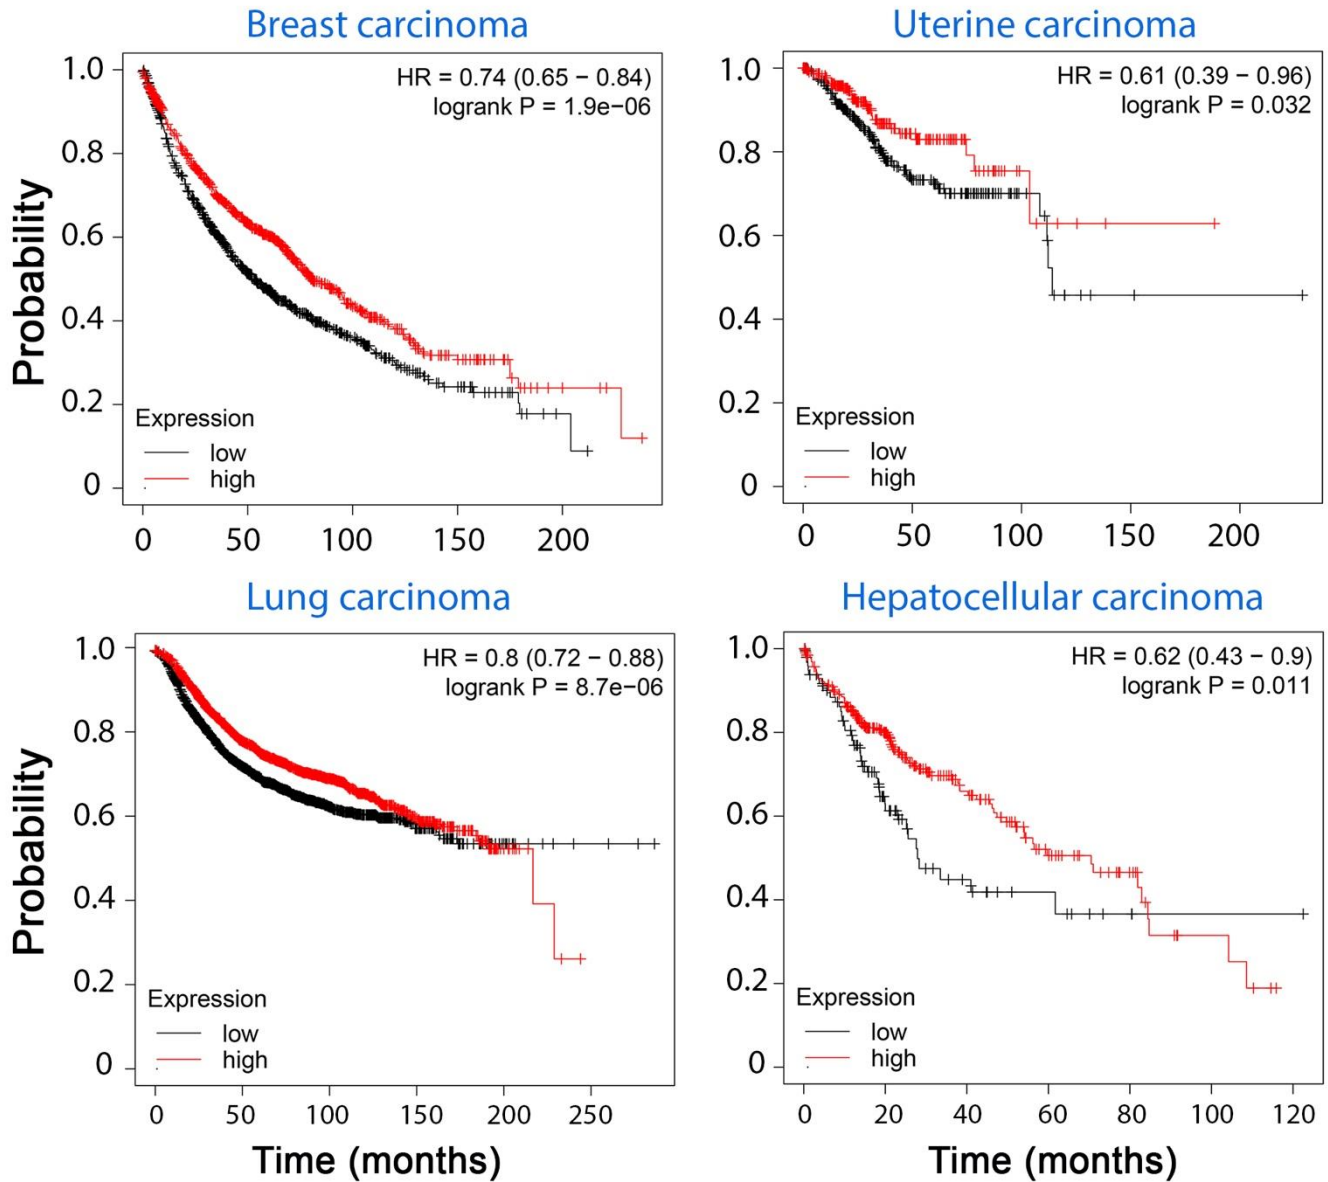 Breast carcinoma
HR = 0.74 (0.65 − 0.84)
logrank P = 1.9e−06
Probability
1.0
0.8
0.6
0.4
0.2
0
Expression
low
high
0 50 100 150 200
Uterine carcinoma
HR = 0.61 (0.39 − 0.96)
logrank P = 0.032
1.0
0.8
0.6
0.4
0.2
0
Expression
low
high
0 50 100 150 200
Lung carcinoma
HR = 0.8 (0.72 − 0.88)
logrank P = 8.7e−06
Probability
1.0
0.8
0.6
0.4
0.2
0
Expression
low
high
0 50 100 150 200 250
Time (months)
Hepatocellular carcinoma
HR = 0.62 (0.43 − 0.9)
logrank P = 0.011
1.0
0.8
0.6
0.4
0.2
0
Expression
low
high
0 20 40 60 80 100 120
Time (months)